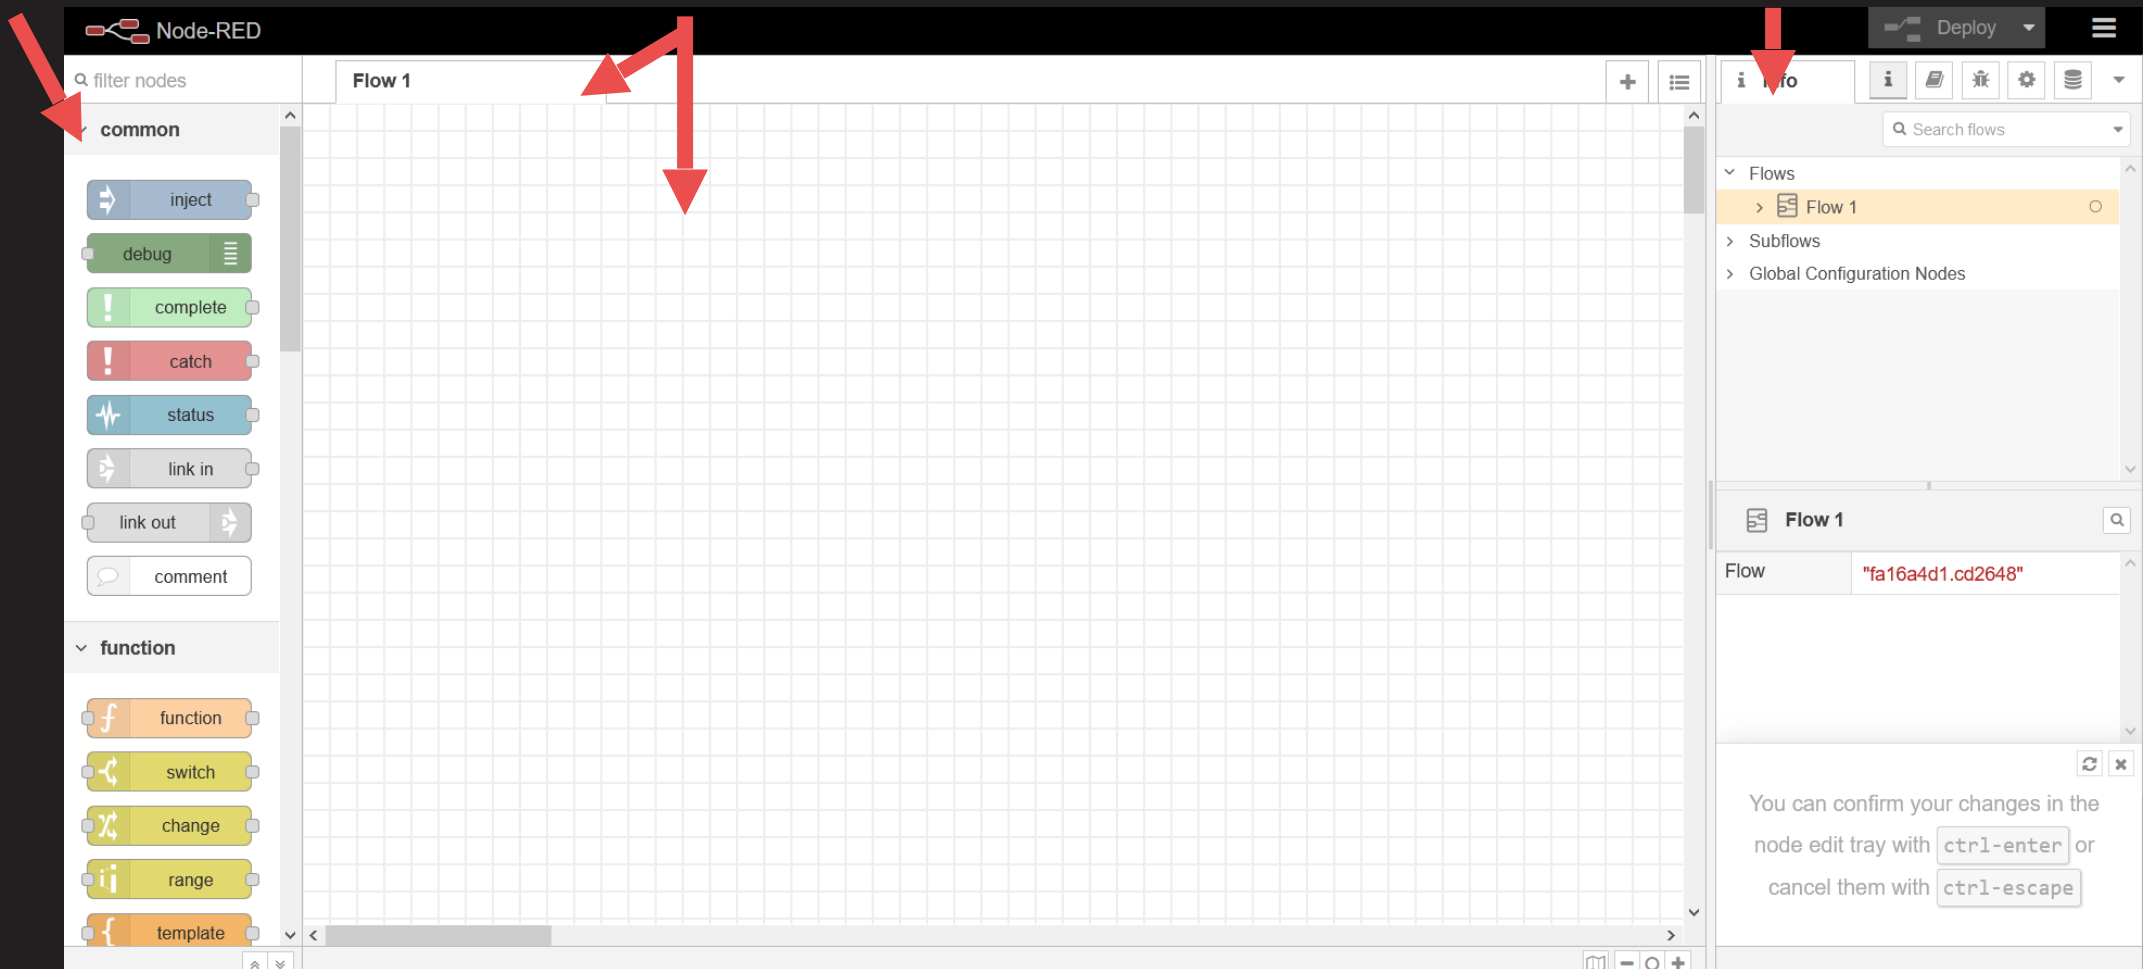 Node-RED
Deploy
filter nodes
Flow 1
common
inject
debug
complete
catch
status
link in
link out
comment
function
function
switch
change
range
template
Search flows
Flows
Flow 1
Subflows
Global Configuration Nodes
Flow 1
Flow "fa16a4d1.cd2648"
You can confirm your changes in the
node edit tray with ctrl-enter or
cancel them with ctrl-escape